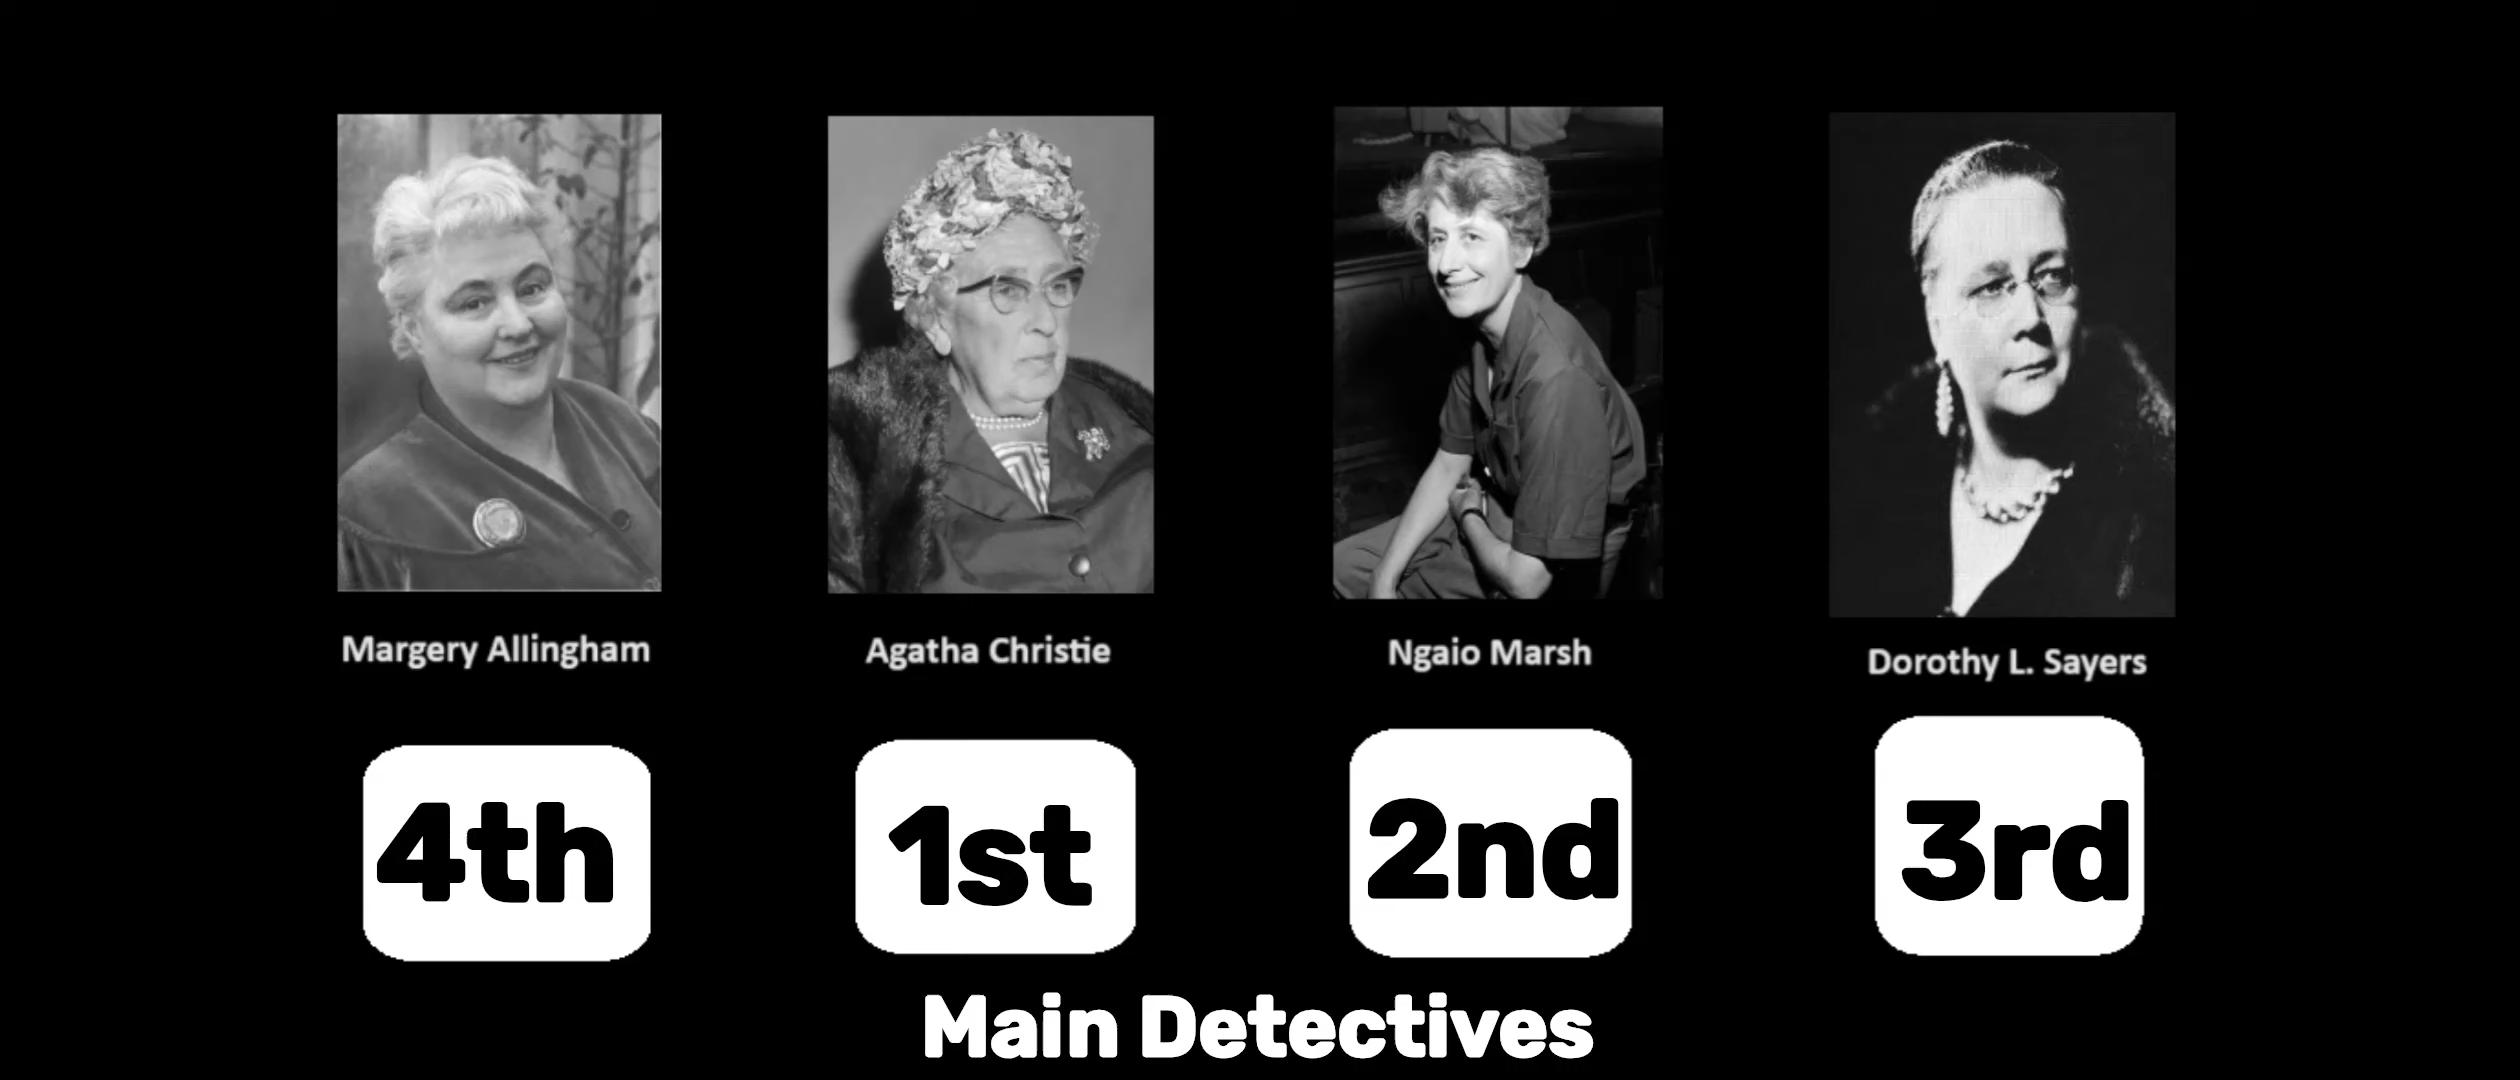 Margery Allingham
Agatha Christie
Ngaio Marsh
Dorothy L. Sayers
4th
1st
2nd
3rd
Main Detectives